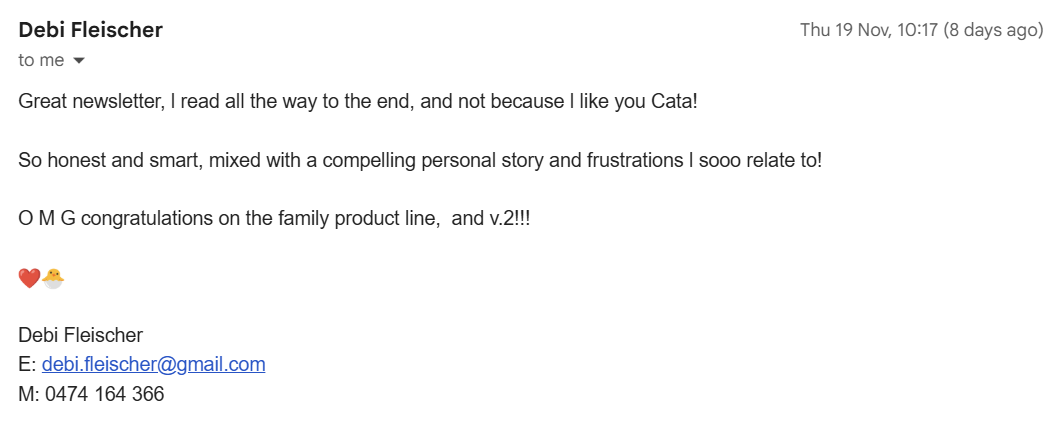 Debi Fleischer
Thu 19 Nov, 10:17 (8 days ago)
to me
Great newsletter, I read all the way to the end, and not because I like you Cata!
So honest and smart, mixed with a compelling personal story and frustrations I sooo relate to!
O M G congratulations on the family product line,  and v.2!!!
❤️🐣
Debi Fleischer
E: debi.fleischer@gmail.com
M: 0474 164 366